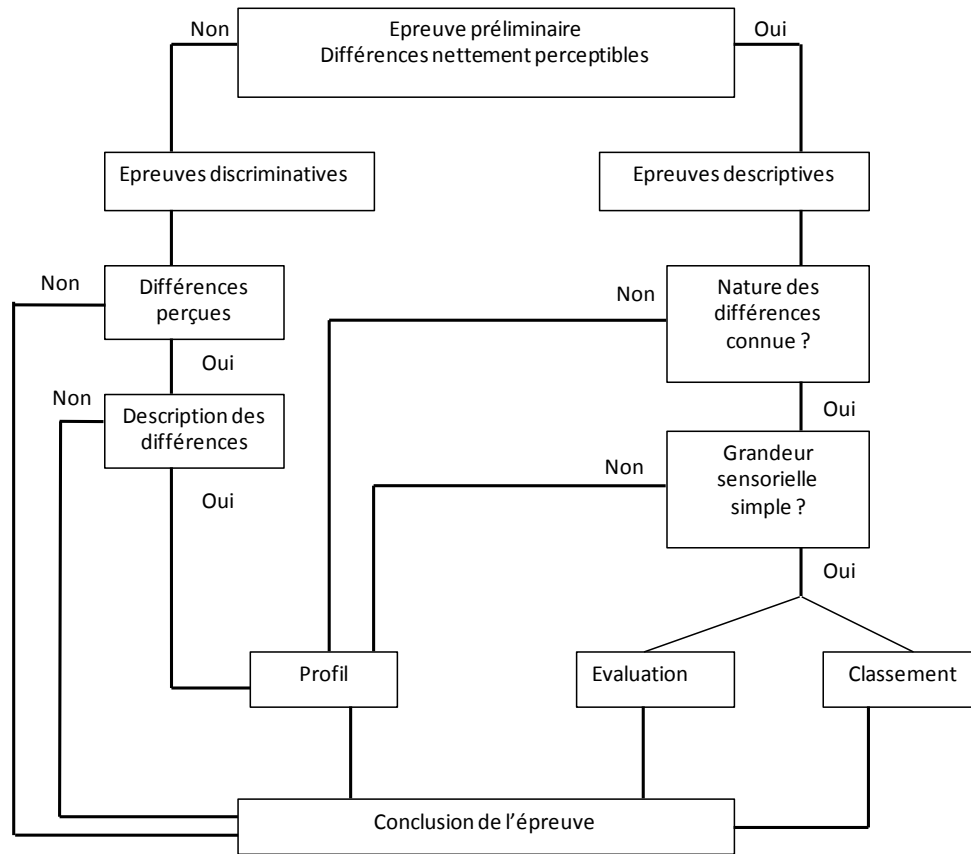 Non
Epreuve préliminaire
Différences nettement perceptibles
Oui
Epreuves discriminatives
Epreuves descriptives
Non
Différences
perçues
Oui
Non
Nature des
différences
connue ?
Oui
Non
Description des
différences
Oui
Non
Grandeur
sensorielle
simple ?
Oui
Profil
Evaluation
Classement
Conclusion de l’épreuve